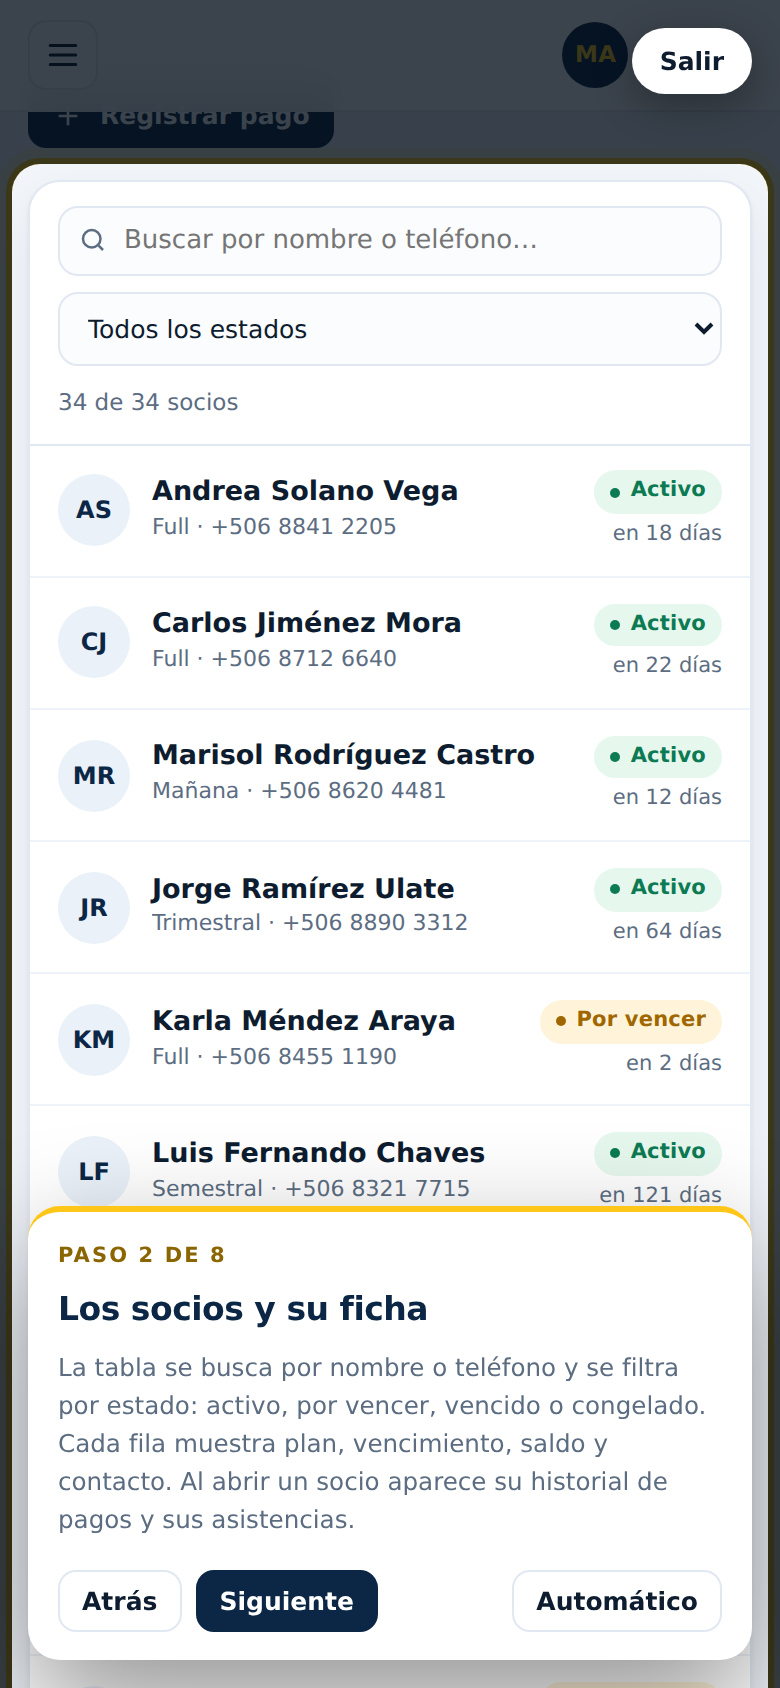 MA
Salir
+ Registrar pago
Buscar por nombre o teléfono...
Todos los estados
34 de 34 socios
AS
Andrea Solano Vega
Full · +506 8841 2205
Activo
en 18 días
CJ
Carlos Jiménez Mora
Full · +506 8712 6640
Activo
en 22 días
MR
Marisol Rodríguez Castro
Mañana · +506 8620 4481
Activo
en 12 días
JR
Jorge Ramírez Ulate
Trimestral · +506 8890 3312
Activo
en 64 días
KM
Karla Méndez Araya
Full · +506 8455 1190
Por vencer
en 2 días
LF
Luis Fernando Chaves
Semestral · +506 8321 7715
Activo
en 121 días
PASO 2 DE 8
Los socios y su ficha
La tabla se busca por nombre o teléfono y se filtra
por estado: activo, por vencer, vencido o congelado.
Cada fila muestra plan, vencimiento, saldo y
contacto. Al abrir un socio aparece su historial de
pagos y sus asistencias.
Atrás
Siguiente
Automático